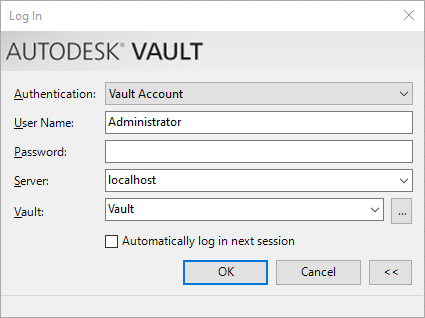 Log In
AUTODESK® VAULT
Authentication: Vault Account
User Name: Administrator
Password:
Server: localhost
Vault: Vault ...
Automatically log in next session
OK Cancel <<